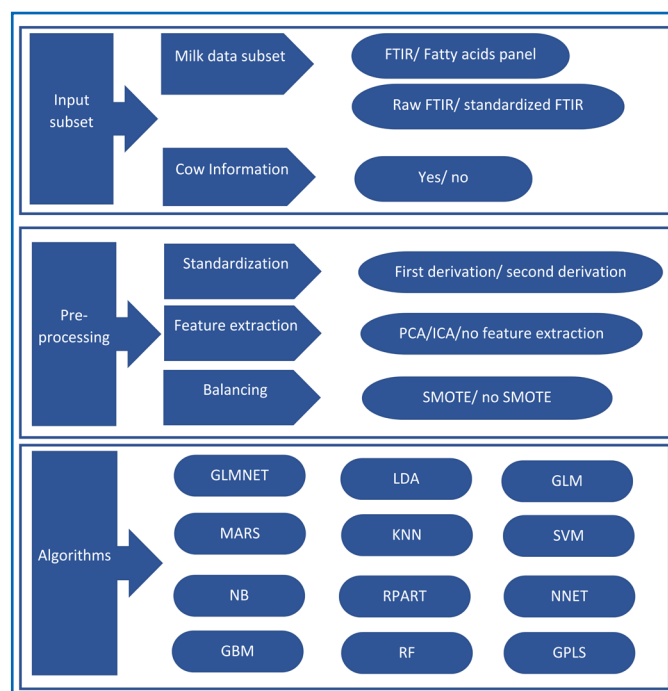 Input
subset
Milk data subset
FTIR/ Fatty acids panel
Raw FTIR/ standardized FTIR
Cow Information
Yes/ no
Pre-
processing
Standardization
First derivation/ second derivation
Feature extraction
PCA/ICA/no feature extraction
Balancing
SMOTE/ no SMOTE
Algorithms
GLMNET
LDA
GLM
MARS
KNN
SVM
NB
RPART
NNET
GBM
RF
GPLS